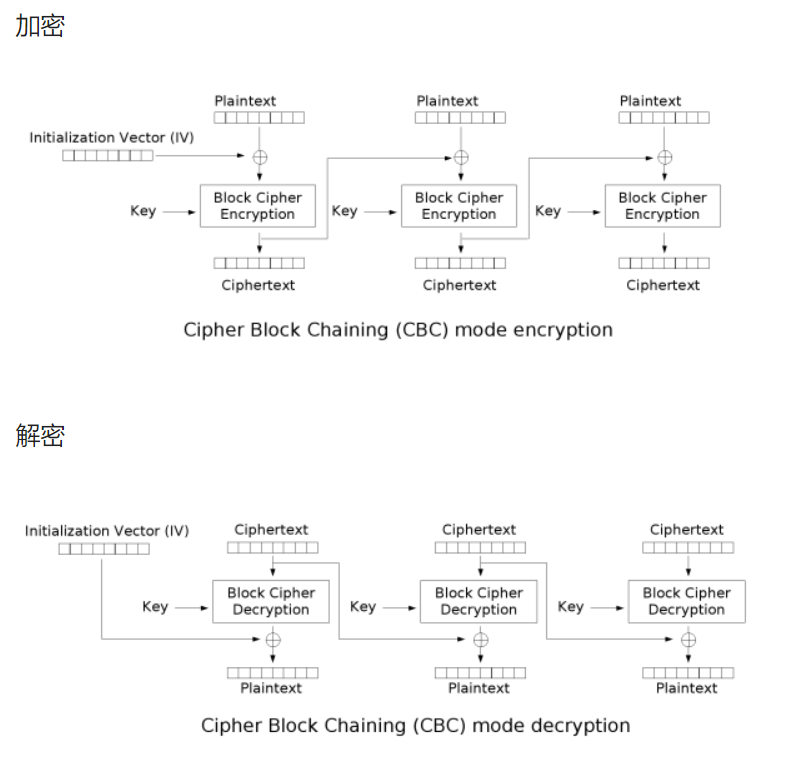 加密
Plaintext Plaintext Plaintext
Initialization Vector (IV)
Key Block Cipher Encryption Key Block Cipher Encryption Key Block Cipher Encryption
Ciphertext Ciphertext Ciphertext
Cipher Block Chaining (CBC) mode encryption
解密
Initialization Vector (IV) Ciphertext Ciphertext Ciphertext
Key Block Cipher Decryption Key Block Cipher Decryption Key Block Cipher Decryption
Plaintext Plaintext Plaintext
Cipher Block Chaining (CBC) mode decryption